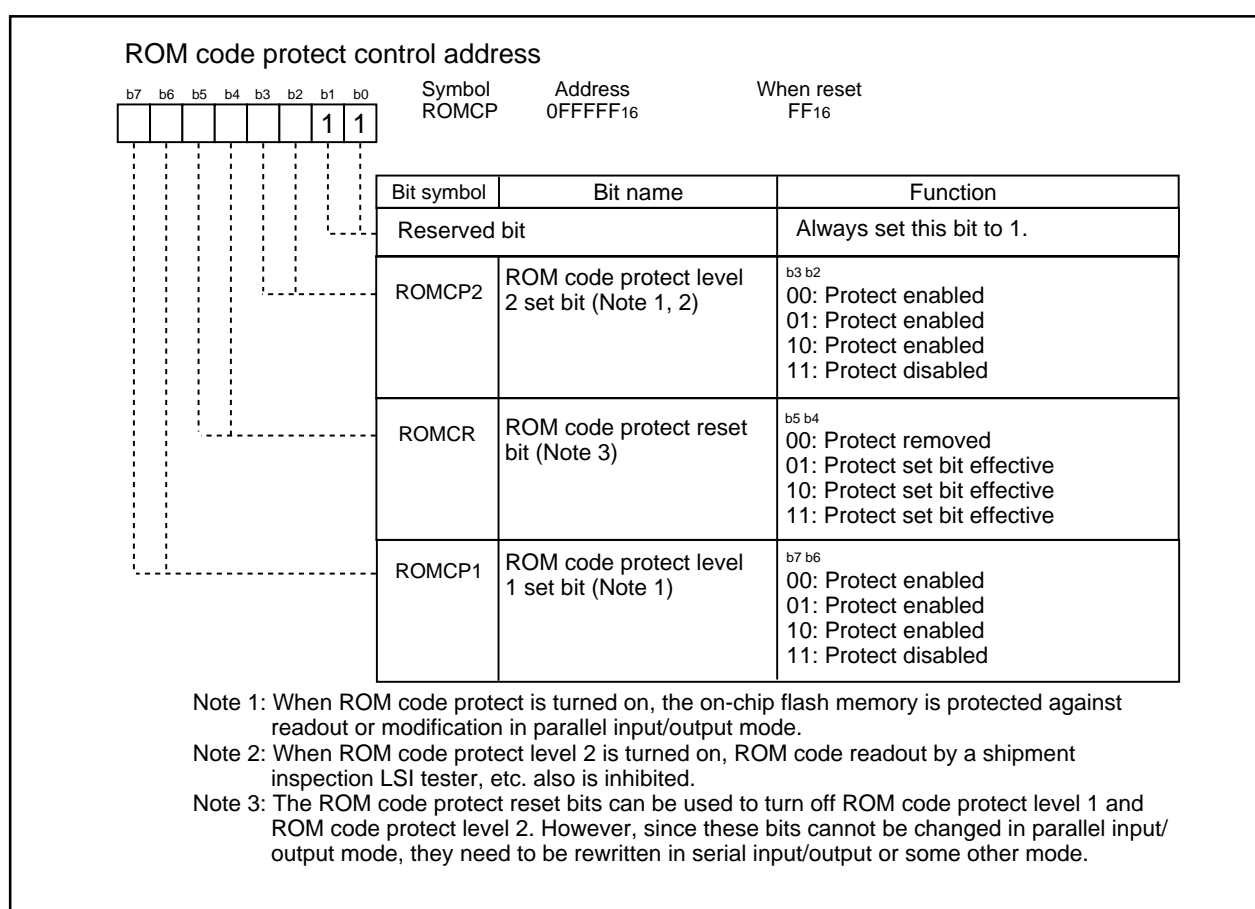 ROM code protect control address
b7 b6 b5 b4 b3 b2 b1 b0
1 1
Symbol Address When reset
ROMCP 0FFFFF16 FF16
Bit symbol Bit name Function
Reserved bit Always set this bit to 1.
ROMCP2
ROM code protect level
2 set bit (Note 1, 2)
b3 b2
00: Protect enabled
01: Protect enabled
10: Protect enabled
11: Protect disabled
ROMCR
ROM code protect reset
bit (Note 3)
b5 b4
00: Protect removed
01: Protect set bit effective
10: Protect set bit effective
11: Protect set bit effective
ROMCP1
ROM code protect level
1 set bit (Note 1)
b7 b6
00: Protect enabled
01: Protect enabled
10: Protect enabled
11: Protect disabled
Note 1: When ROM code protect is turned on, the on-chip flash memory is protected against
readout or modification in parallel input/output mode.
Note 2: When ROM code protect level 2 is turned on, ROM code readout by a shipment
inspection LSI tester, etc. also is inhibited.
Note 3: The ROM code protect reset bits can be used to turn off ROM code protect level 1 and
ROM code protect level 2. However, since these bits cannot be changed in parallel input/
output mode, they need to be rewritten in serial input/output or some other mode.